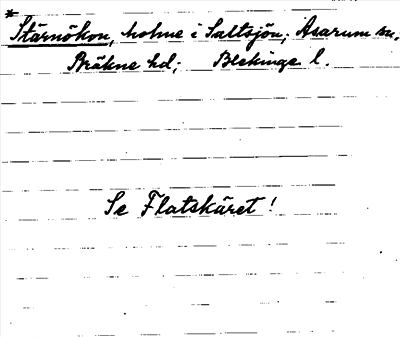 * Stärnökon, holme i Saltsjön; Asarum sn,
Bräkne hd; Blekinge l.
Se Flatskäret!